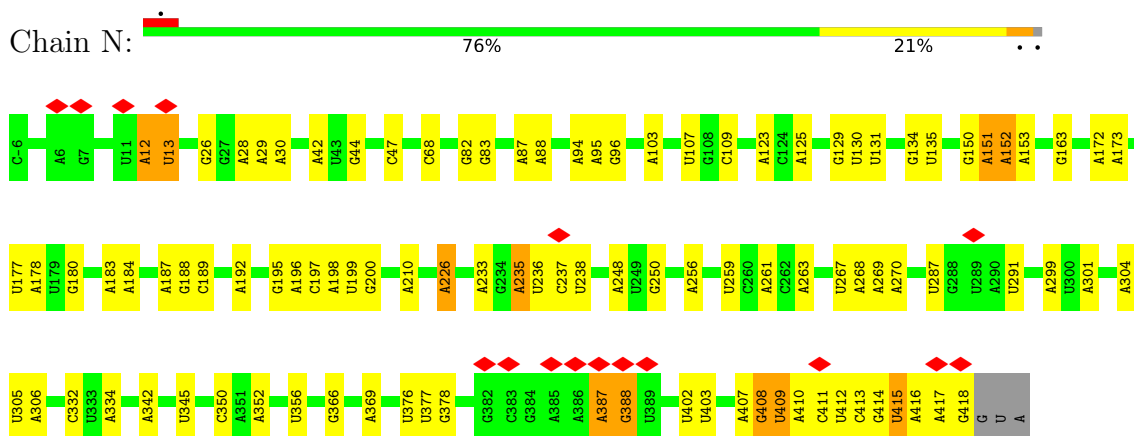 Chain N:
•
76% 21% • •
C-6 A6 G7 U11 A12 U13 G26 G27 A28 A29 A30 A42 U43 G44 C47 C68 G82 G83 A87 A88 A94 A95 G96 A103 U107 G108 C109 A123 C124 A125 G129 U130 U131 G134 U135 G150 A151 A152 A153 G163 A172 A173
U177 A178 U179 G180 A183 A184 A187 G188 C189 A192 G195 A196 C197 A198 U199 G200 A210 A226 A233 G234 A235 U236 C237 U238 A248 U249 G250 A256 U259 C260 A261 C262 A263 U267 A268 A269 A270 U287 G288 U289 A290 U291 A299 U300 A301 A304
U305 A306 C332 U333 A334 A342 U345 C350 A351 A352 U356 G366 A369 U376 U377 G378 G382 C383 G384 A385 A386 A387 G388 U389 U402 U403 A407 G408 U409 A410 C411 U412 C413 G414 U415 A416 A417 G418 G U A